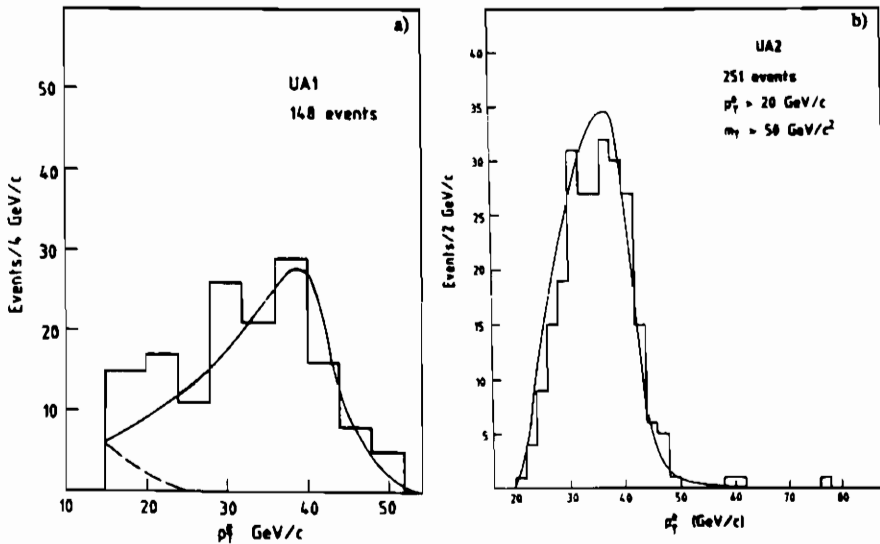 a)
UA1
148 events
50
40
30
20
10
Events/4 GeV/c
10 20 30 40 50
GeV/c
b)
UA2
251 events
> 20 GeV/c
> 50 GeV/c²
40
35
30
25
20
15
10
5
Events/2 GeV/c
20 30 40 50 60 70 80
(GeV/c)